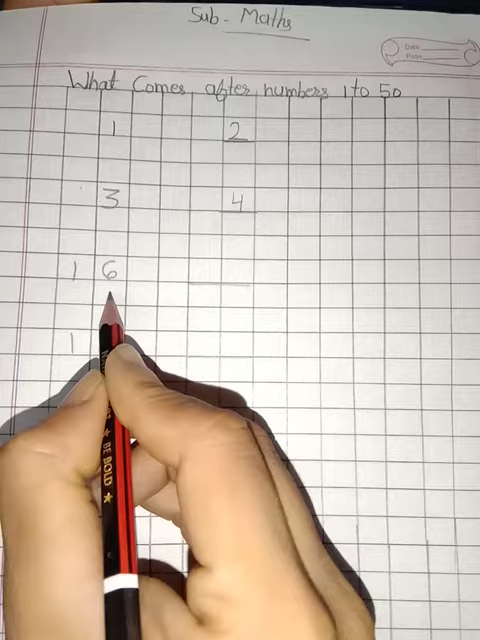 Sub - Maths
Date
Page
What Comes after numbers 1 to 50
1 2
3 4
1 6
1
BE BOLD